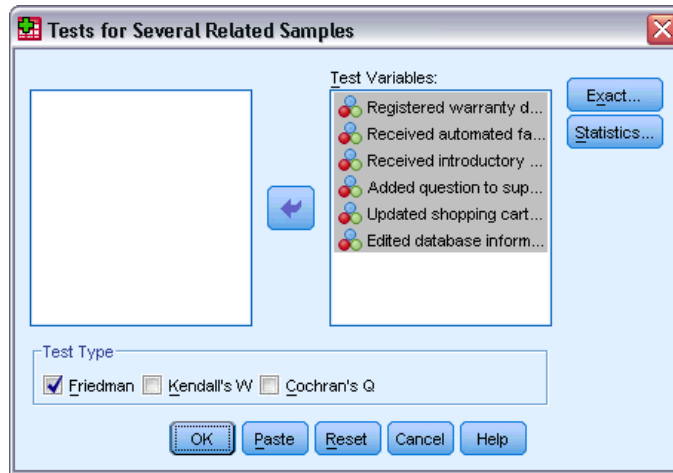 Tests for Several Related Samples
Test Variables:
Registered warranty d...
Received automated fa...
Received introductory ...
Added question to sup...
Updated shopping cart...
Edited database inform...
Exact...
Statistics...
Test Type
Friedman Kendall's W Cochran's Q
OK Paste Reset Cancel Help